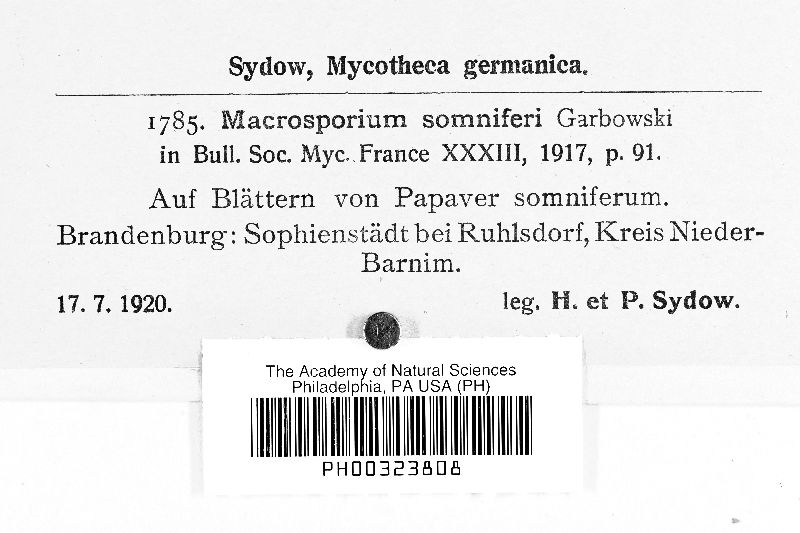 Sydow, Mycotheca germanica.
1785. Macrosporium somniferi Garbowski
in Bull. Soc. Myc. France XXXIII, 1917, p. 91.
Auf Blättern von Papaver somniferum.
Brandenburg: Sophienstädt bei Ruhlsdorf, Kreis Nieder-
Barnim.
17. 7. 1920. leg. H. et P. Sydow.
The Academy of Natural Sciences
Philadelphia, PA USA (PH)
PH00323808